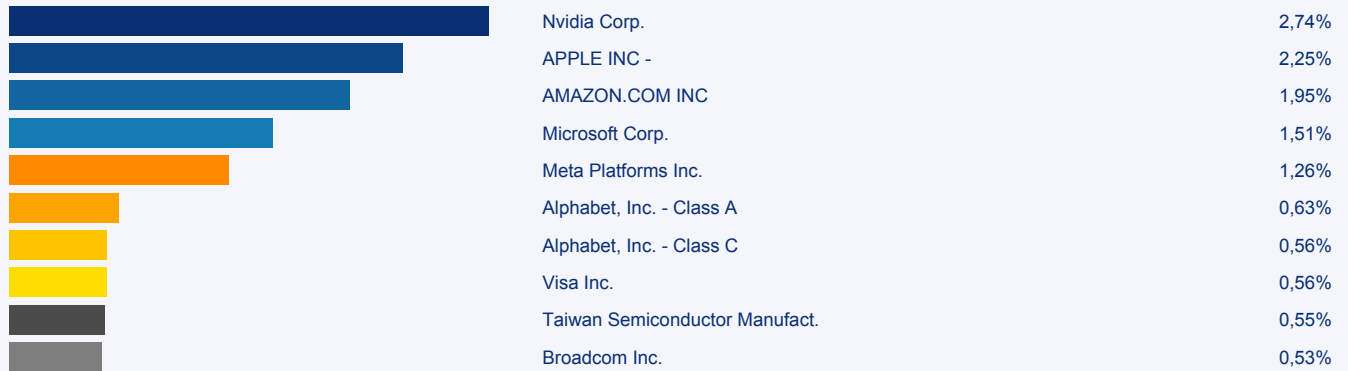 Nvidia Corp. 2,74%
APPLE INC - 2,25%
AMAZON.COM INC 1,95%
Microsoft Corp. 1,51%
Meta Platforms Inc. 1,26%
Alphabet, Inc. - Class A 0,63%
Alphabet, Inc. - Class C 0,56%
Visa Inc. 0,56%
Taiwan Semiconductor Manufact. 0,55%
Broadcom Inc. 0,53%